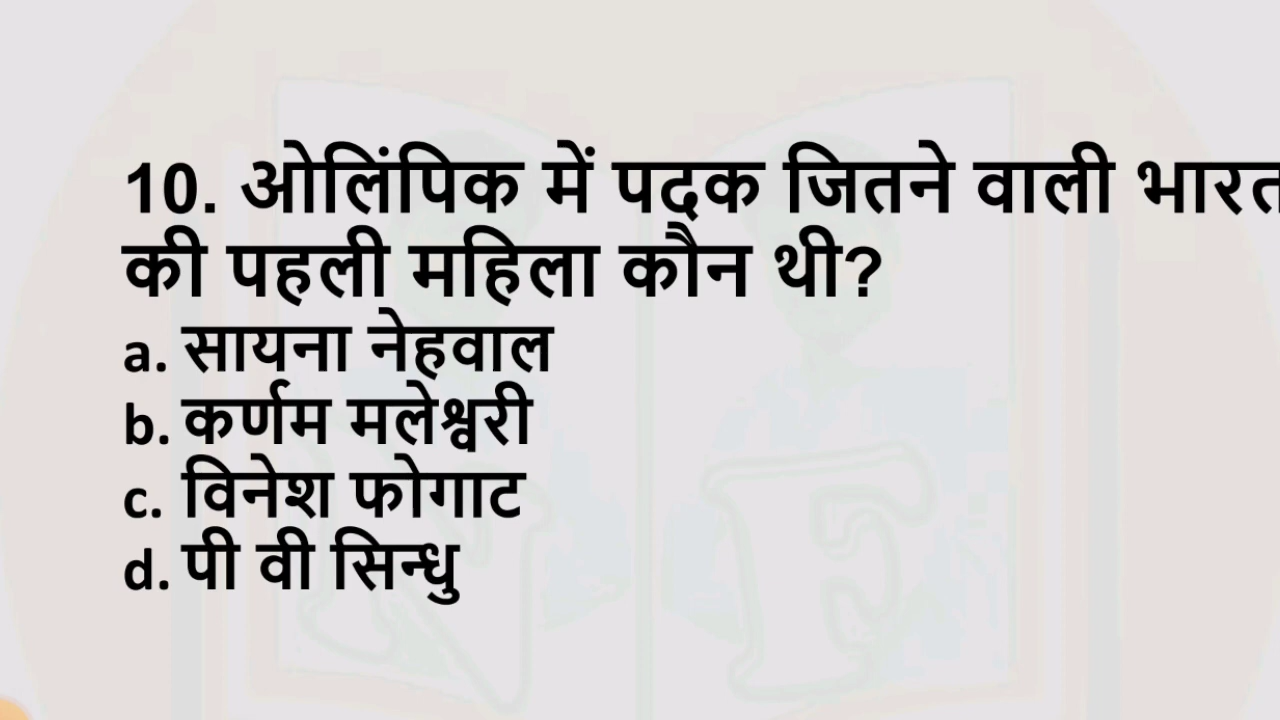 10. ओलिंपिक में पदक जितने वाली भारत
की पहली महिला कौन थी?
a. सायना नेहवाल
b. कर्णम मलेश्वरी
c. विनेश फोगाट
d. पी वी सिन्धु